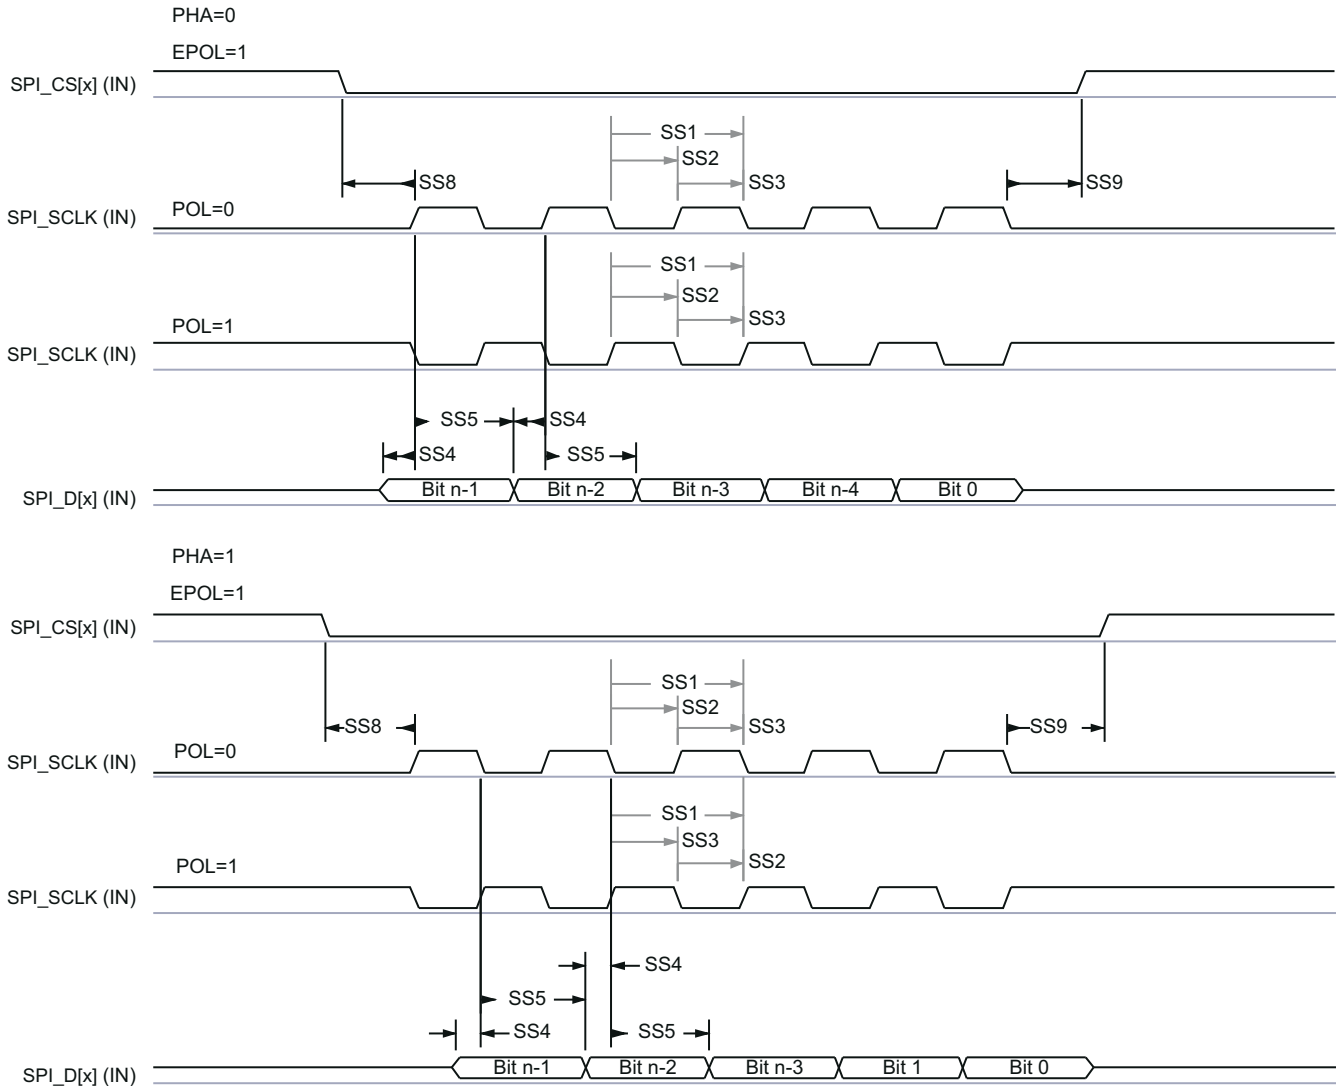 PHA=0
EPOL=1
SPI_CS[x] (IN)
SS1
SS2
SS8
SS3
SS9
POL=0
SPI_SCLK (IN)
SS1
SS2
SS3
POL=1
SPI_SCLK (IN)
SS5
SS4
SS4
SS5
SPI_D[x] (IN)
Bit n-1
Bit n-2
Bit n-3
Bit n-4
Bit 0
PHA=1
EPOL=1
SPI_CS[x] (IN)
SS1
SS2
SS8
SS3
SS9
POL=0
SPI_SCLK (IN)
SS1
SS3
SS2
POL=1
SPI_SCLK (IN)
SS4
SS5
SS4
SS5
SPI_D[x] (IN)
Bit n-1
Bit n-2
Bit n-3
Bit 1
Bit 0